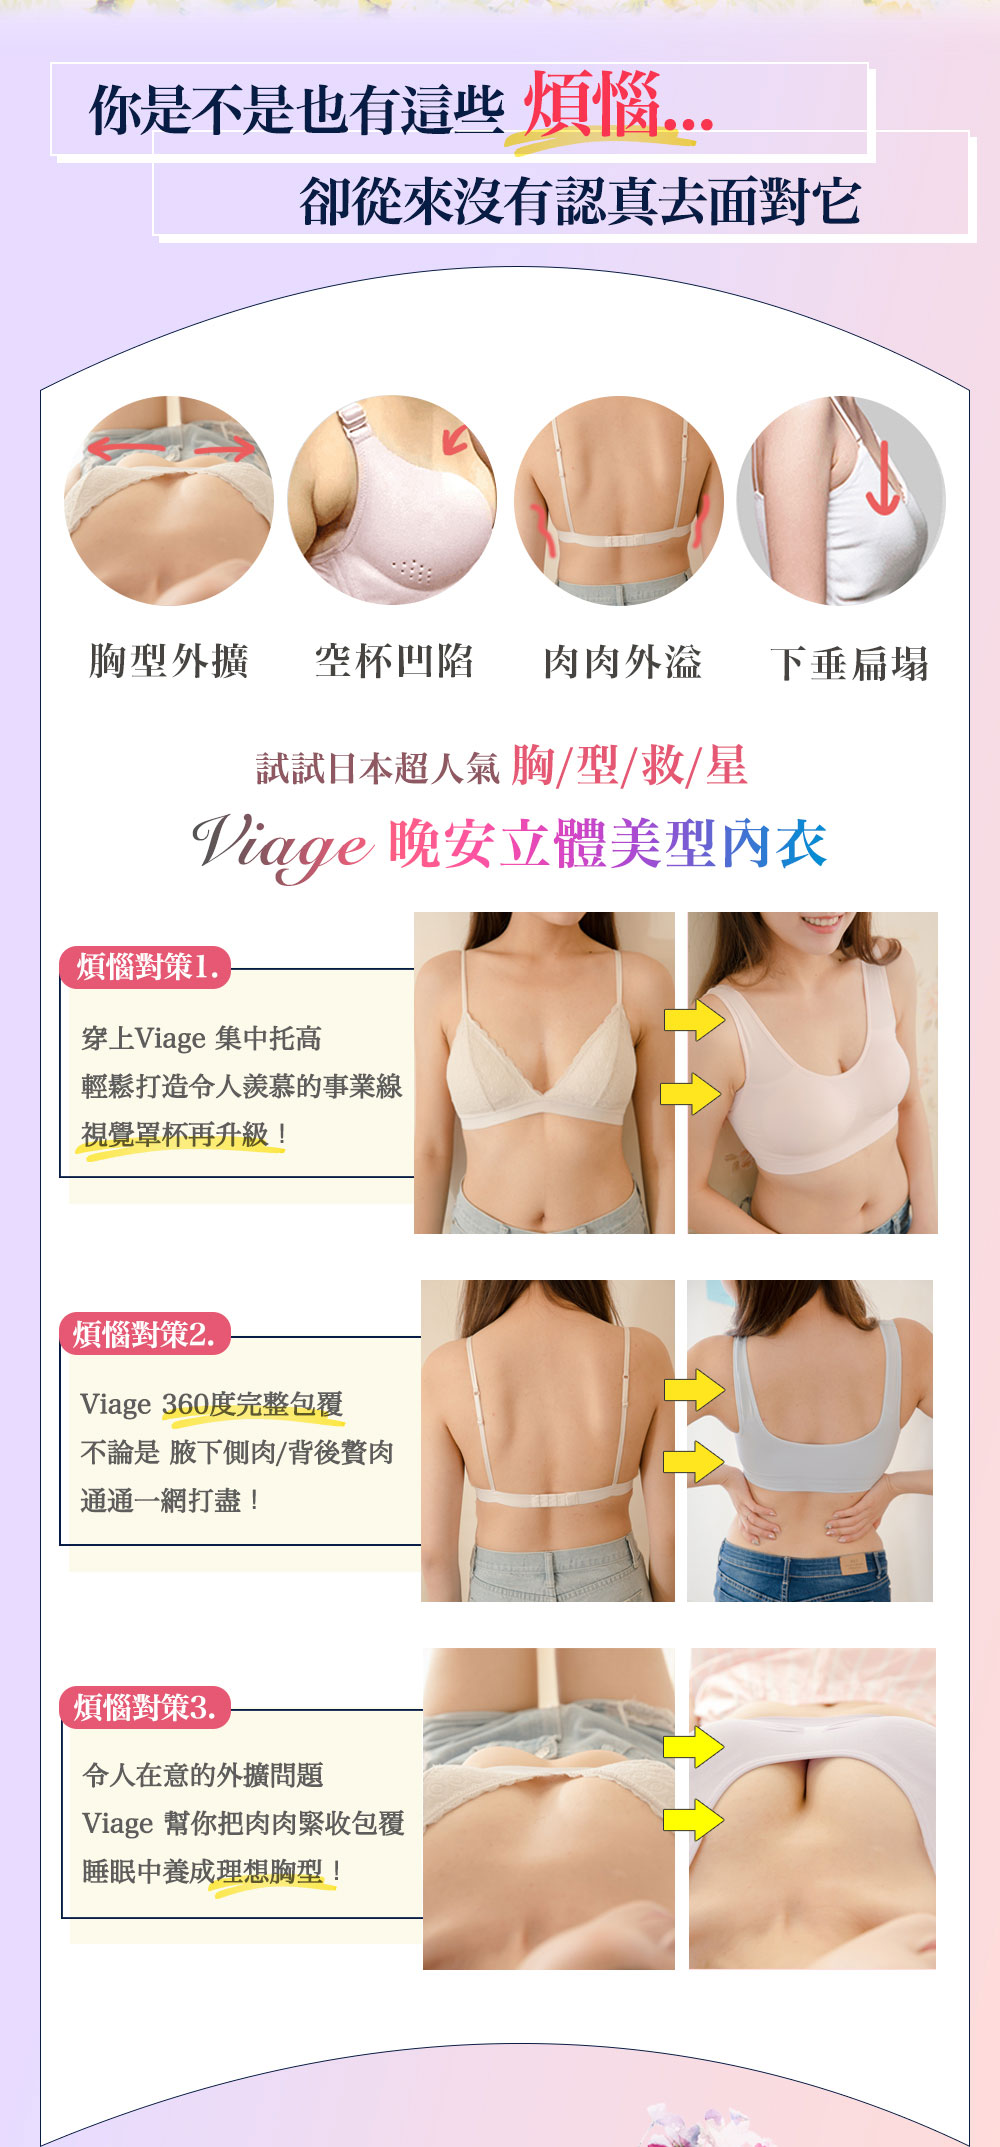 你是不是也有這些 煩惱...
卻從來沒有認真去面對它
胸型外擴
空杯凹陷
肉肉外溢
下垂扁塌
試試日本超人氣 胸/型/救/星
Viage 晚安立體美型內衣
煩惱對策1.
穿上Viage 集中托高
輕鬆打造令人羨慕的事業線
視覺罩杯再升級！
煩惱對策2.
Viage 360度完整包覆
不論是 腋下側肉/背後贅肉
通通一網打盡！
煩惱對策3.
令人在意的外擴問題
Viage 幫你把肉肉緊收包覆
睡眠中養成理想胸型！